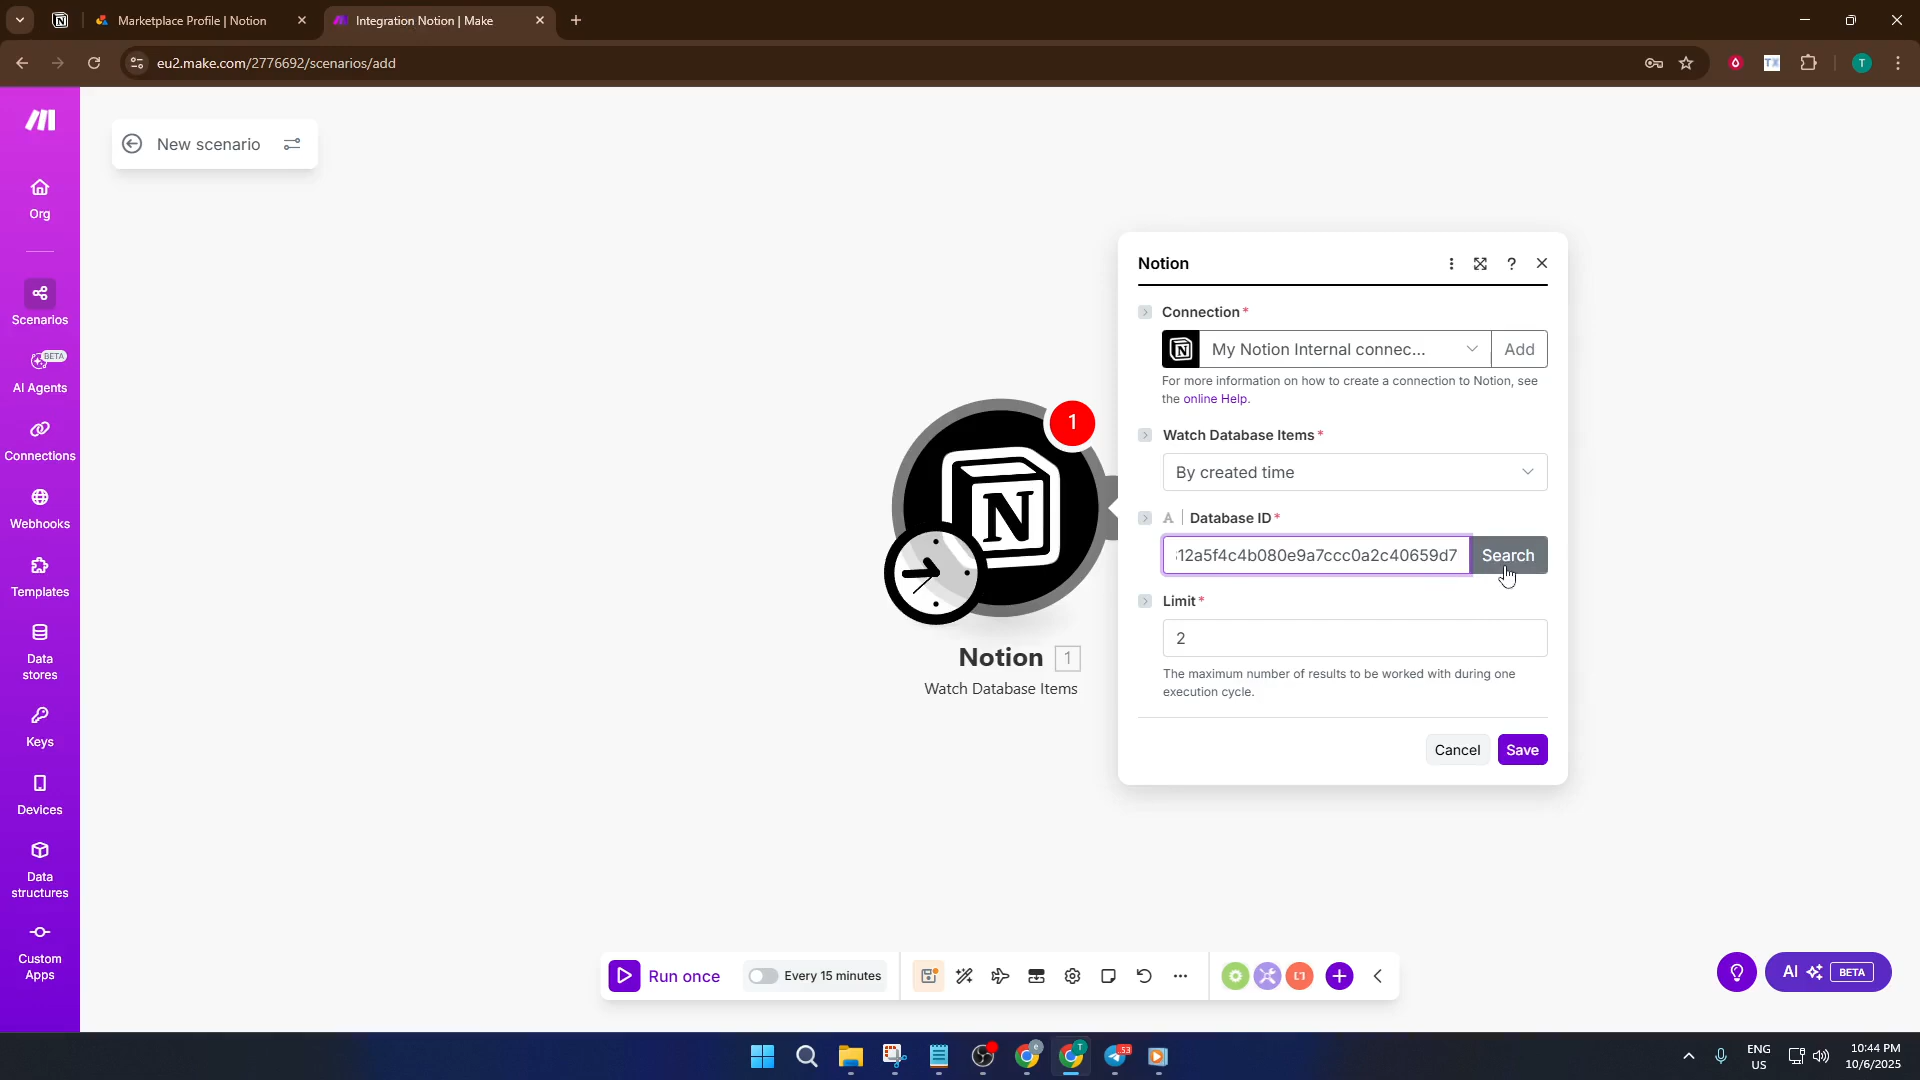 Marketplace Profile | Notion
Integration Notion | Make
eu2.make.com/2776692/scenarios/add
T
New scenario
Org
Scenarios
BETA
AI Agents
Connections
Webhooks
Templates
Data
stores
Keys
Devices
Data
structures
Custom
Apps
1
Notion 1
Watch Database Items
Notion
Connection*
My Notion Internal connec...
Add
For more information on how to create a connection to Notion, see
the online Help.
Watch Database Items*
By created time
A Database ID*
12a5f4c4b080e9a7ccc0a2c40659d7
Search
Limit*
2
The maximum number of results to be worked with during one
execution cycle.
Cancel
Save
Run once
Every 15 minutes
AI BETA
ENG
US
10:44 PM
10/6/2025